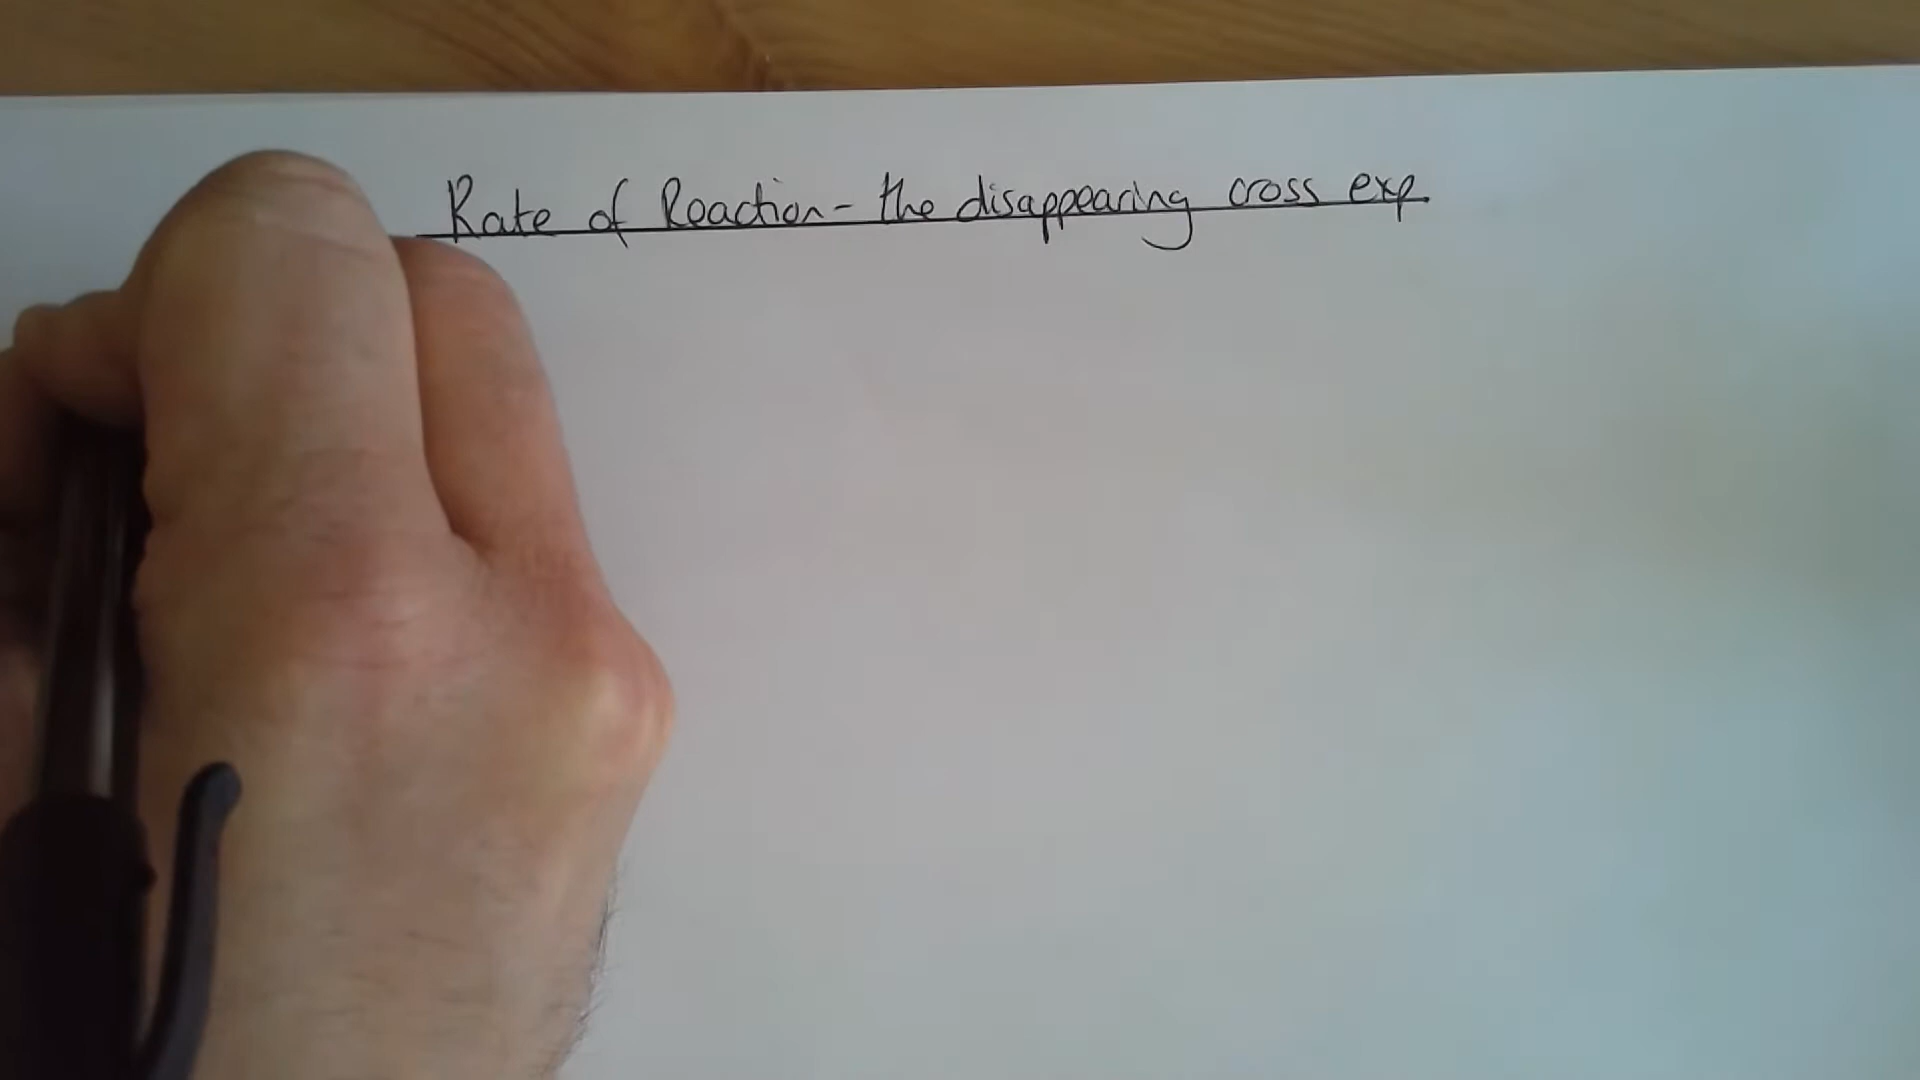 Rate of Reaction - the disappearing cross exp.